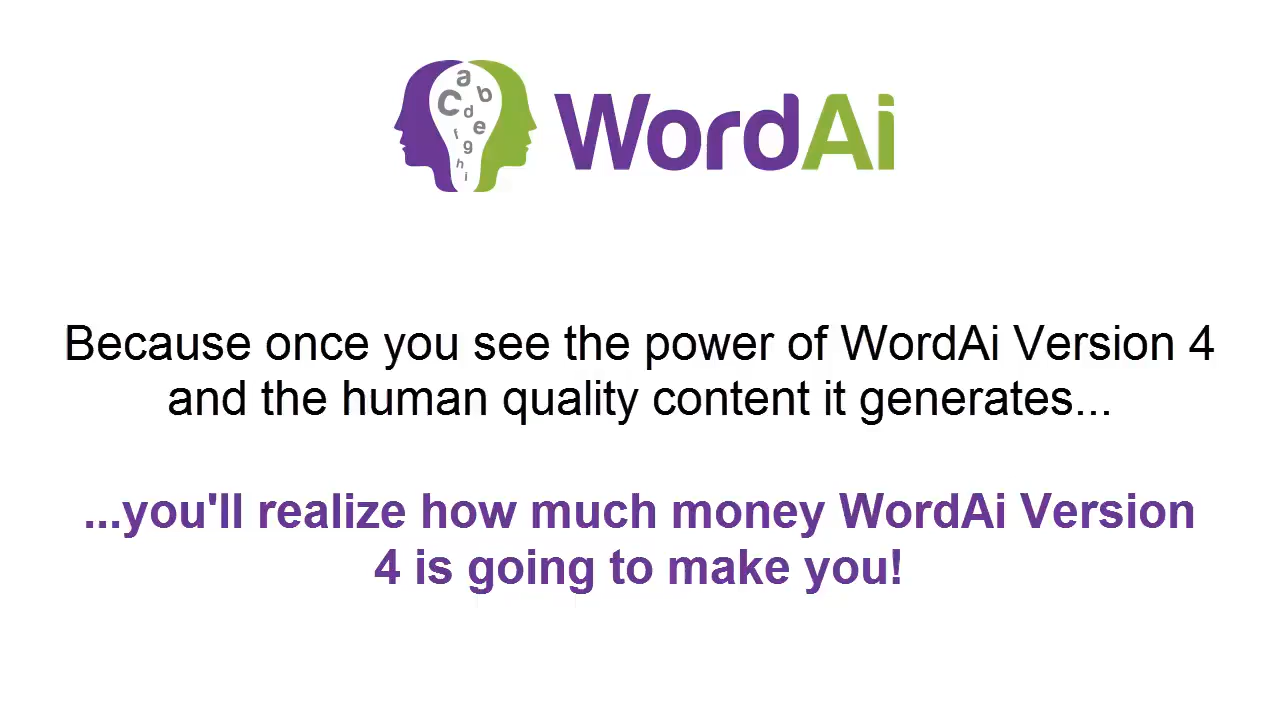 a
c b
d
e
f
g
h
i
WordAi
Because once you see the power of WordAi Version 4
and the human quality content it generates...
...you'll realize how much money WordAi Version
4 is going to make you!